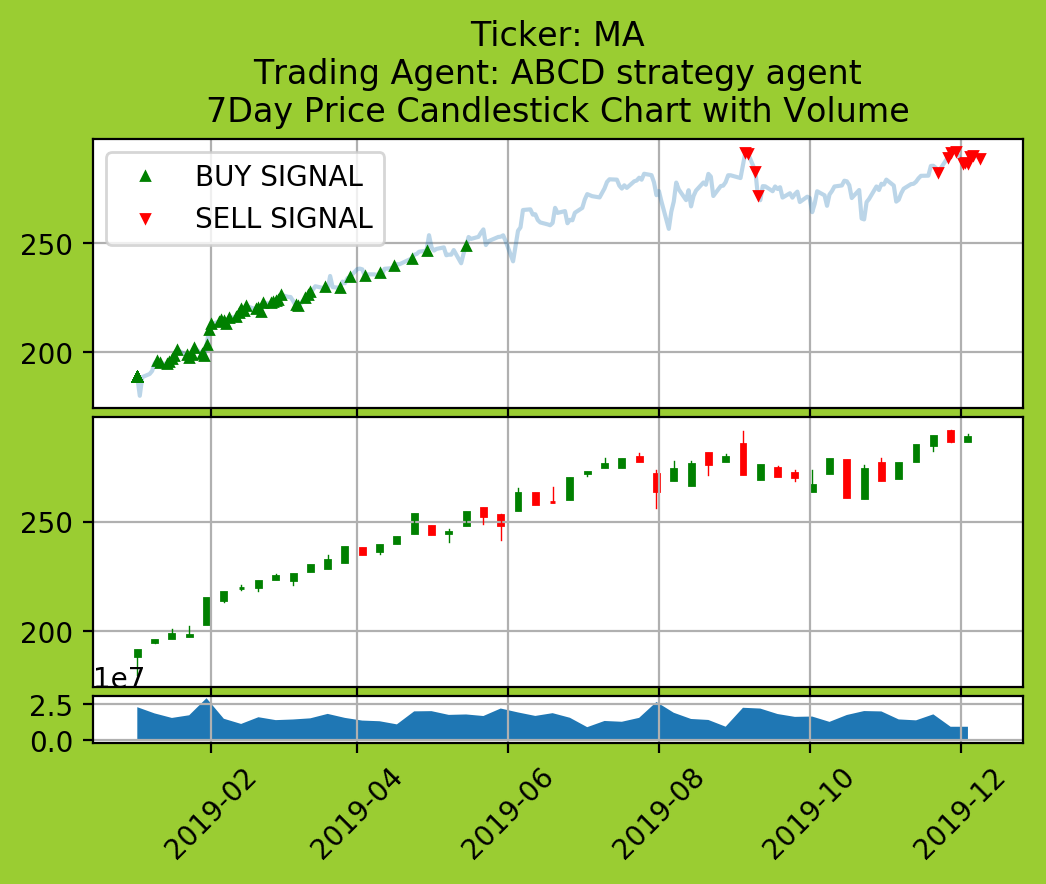 Ticker: MA
Trading Agent: ABCD strategy agent
7Day Price Candlestick Chart with Volume
BUY SIGNAL
SELL SIGNAL
250
200
250
200
1e7
2.5
0.0
2019-02
2019-04
2019-06
2019-08
2019-10
2019-12